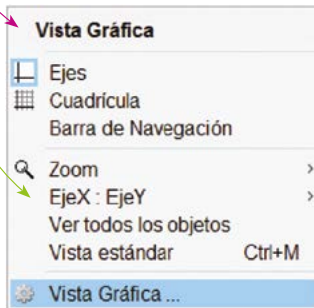 Vista Gráfica
Ejes
Cuadrícula
Barra de Navegación
Zoom
EjeX : EjeY
Ver todos los objetos
Vista estándar Ctrl+M
Vista Gráfica ...